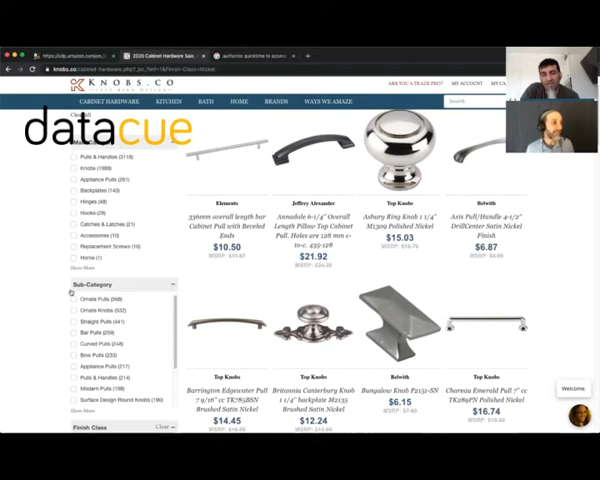 2020 Cabinet Hardware Sale,
KNOBS.CO
ARE YOU A TRADE PRO?
MY ACCOUNT
CABINET HARDWARE
KITCHEN
BATH
HOME
BRANDS
WAYS WE AMAZE
Search
datacue
Pulls & Handles (3118)
Knobs (1988)
Appliance Pulls (261)
Backplates (143)
Hinges (48)
Hooks (28)
Catches & Latches (21)
Accessories (10)
Replacement Screws (10)
Home (1)
Show More
Sub-Category
Ornate Pulls (568)
Ornate Knobs (532)
Straight Pulls (441)
Bar Pulls (259)
Curved Pulls (248)
Bow Pulls (233)
Appliance Pulls (217)
Pulls & Handles (214)
Modern Pulls (198)
Surface Design Round Knobs (190)
Show More
Finish Class
Clear
Elements
336mm overall length bar
Cabinet Pull with Beveled
Ends
$10.50
Jeffrey Alexander
Annadale 6-1/4" Overall
Length Pillow Top Cabinet
Pull. Holes are 128 mm c-
to-c. 435-128
$21.92
MSRP: $24.36
Top Knobs
Asbury Ring Knob 1 1/4"
M1309 Polished Nickel
$15.03
Belwith
Axis Pull/Handle 4-1/2"
DrillCenter Satin Nickel
Finish
$6.87
Top Knobs
Barrington Edgewater Pull
7 9/16" cc TK785BSN
Brushed Satin Nickel
$14.45
Top Knobs
Britannia Canterbury Knob
1 1/4" backplate M2135
Brushed Satin Nickel
$12.24
Belwith
Bungalow Knob P2151-SN
$6.15
Top Knobs
Chareau Emerald Pull 7" cc
TK289PN Polished Nickel
$16.74
Welcome.